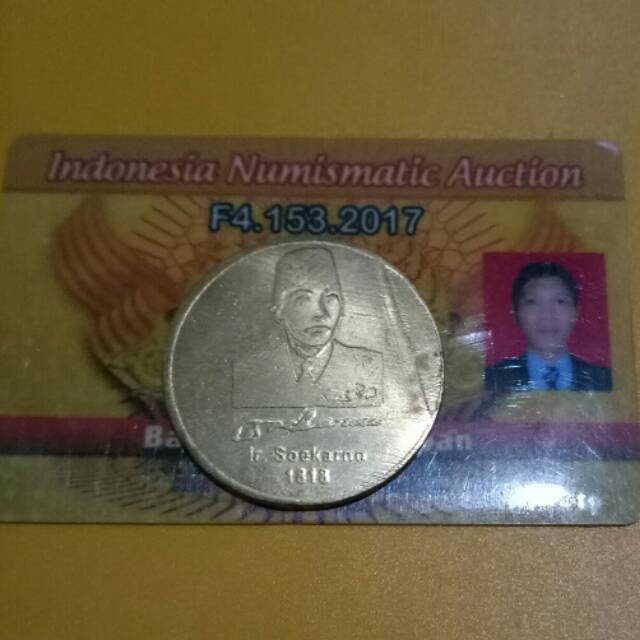 Indonesia Numismatic Auction
F4.153.2017
Ir. Soekarno
1818